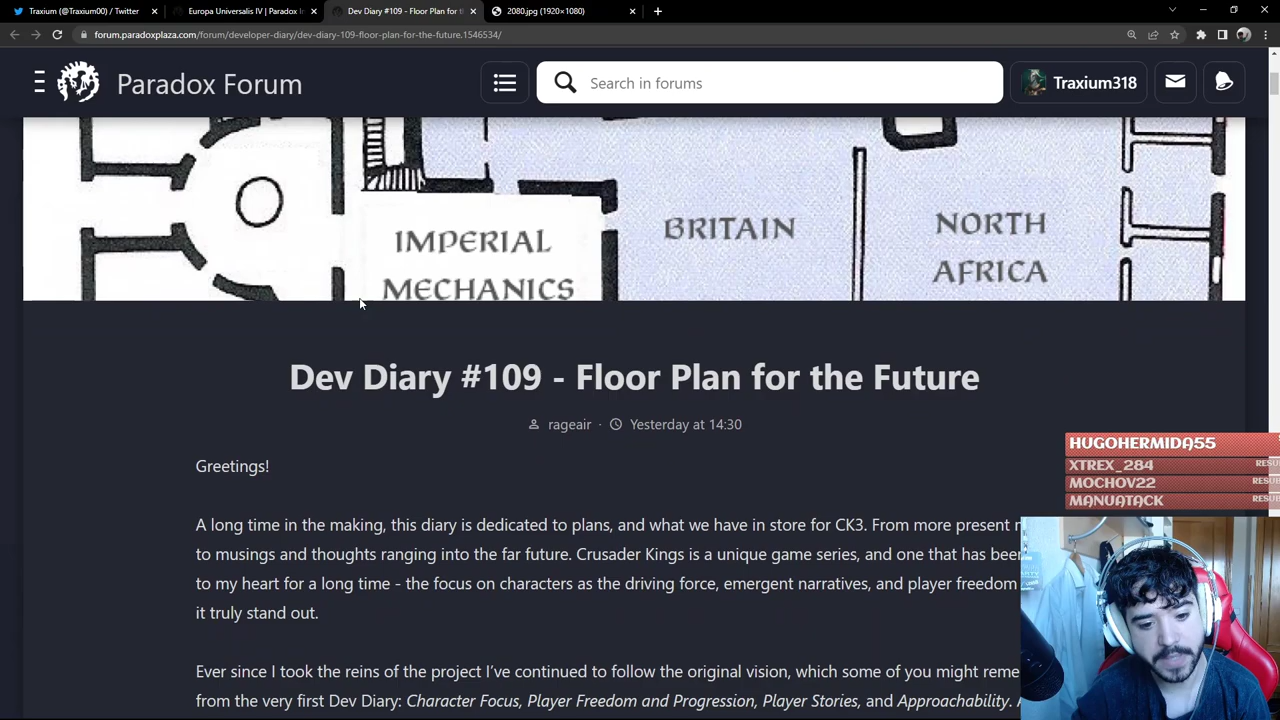 Traxium (@Traxium00) / Twitter
Europa Universalis IV | Paradox I
Dev Diary #109 - Floor Plan for t
2080.jpg (1920×1080)
forum.paradoxplaza.com/forum/developer-diary/dev-diary-109-floor-plan-for-the-future.1546534/
Paradox Forum
Search in forums
Traxium318
IMPERIAL
MECHANICS
BRITAIN
NORTH
AFRICA
Dev Diary #109 - Floor Plan for the Future
rageair · Yesterday at 14:30
Greetings!
A long time in the making, this diary is dedicated to plans, and what we have in store for CK3. From more present
to musings and thoughts ranging into the far future. Crusader Kings is a unique game series, and one that has been
to my heart for a long time - the focus on characters as the driving force, emergent narratives, and player freedom
it truly stand out.
Ever since I took the reins of the project I've continued to follow the original vision, which some of you might
from the very first Dev Diary: Character Focus, Player Freedom and Progression, Player Stories, and Approachability.
HUGOHERMIDA55
XTREX_284 RESU
MOCHOV22 RESU
MANUATACK RESUB